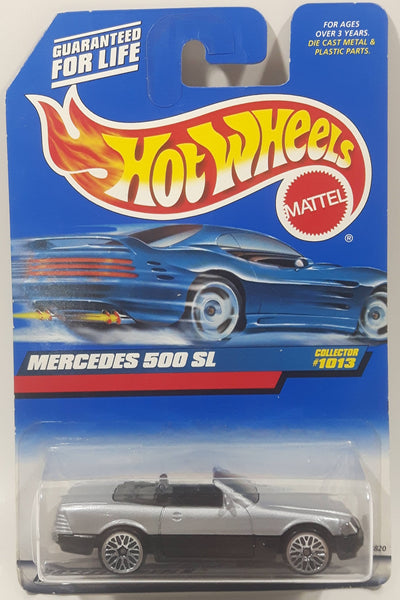 GUARANTEED
FOR LIFE
FOR AGES
OVER 3 YEARS.
DIE CAST METAL &
PLASTIC PARTS.
HOT WHEELS
MATTEL
®
MERCEDES 500 SL
COLLECTOR
#1013
820